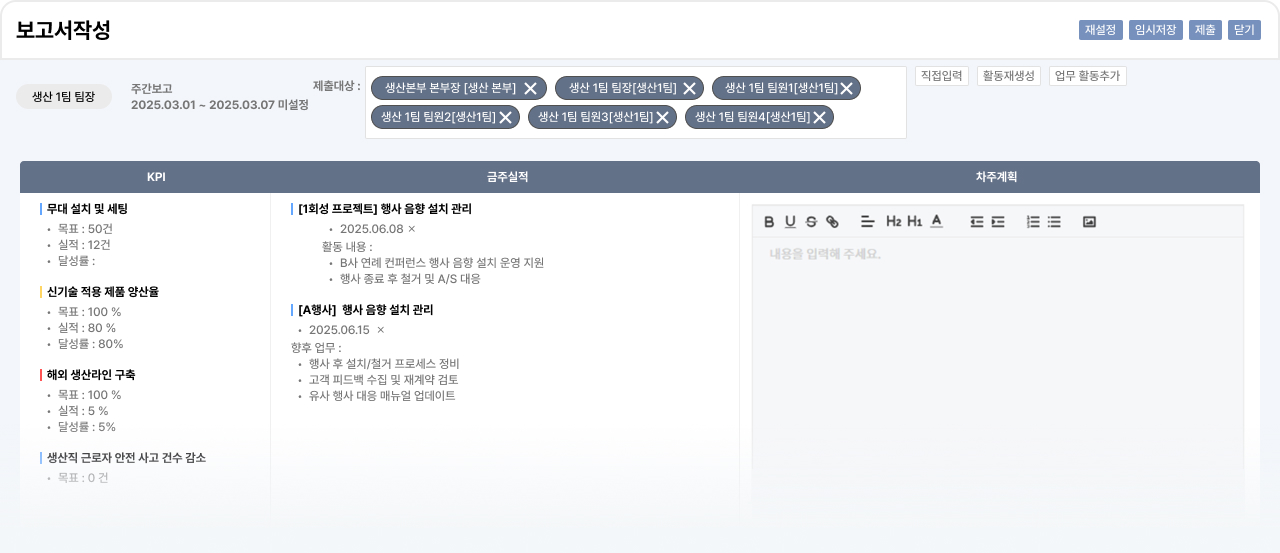 보고서작성
재설정 임시저장 제출 닫기
생산 1팀 팀장
주간보고
2025.03.01 ~ 2025.03.07 미설정
제출대상 :
생산본부 본부장 [생산 본부] 생산 1팀 팀장[생산1팀] 생산 1팀 팀원1[생산1팀]
생산 1팀 팀원2[생산1팀] 생산 1팀 팀원3[생산1팀] 생산 1팀 팀원4[생산1팀]
직접입력 활동재생성 업무 활동추가
KPI 금주실적 차주계획
무대 설치 및 세팅
• 목표 : 50건
• 실적 : 12건
• 달성률 :
신기술 적용 제품 양산율
• 목표 : 100 %
• 실적 : 80 %
• 달성률 : 80%
해외 생산라인 구축
• 목표 : 100 %
• 실적 : 5 %
• 달성률 : 5%
생산직 근로자 안전 사고 건수 감소
• 목표 : 0 건
[1회성 프로젝트] 행사 음향 설치 관리
• 2025.06.08 ×
활동 내용 :
• B사 연례 컨퍼런스 행사 음향 설치 운영 지원
• 행사 종료 후 철거 및 A/S 대응
[A행사] 행사 음향 설치 관리
• 2025.06.15 ×
향후 업무 :
• 행사 후 설치/철거 프로세스 정비
• 고객 피드백 수집 및 재계약 검토
• 유사 행사 대응 매뉴얼 업데이트
B U S H2 H1 A
내용을 입력해 주세요.